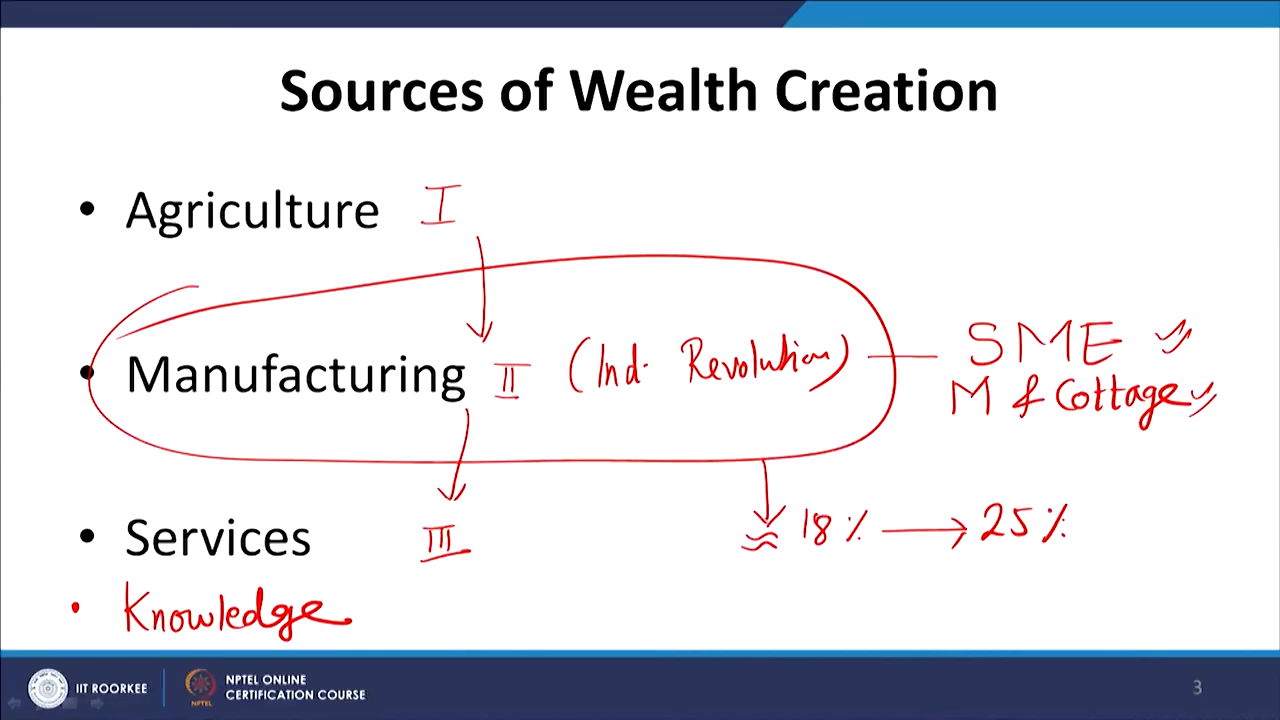 Sources of Wealth Creation
• Agriculture I
• Manufacturing II (Ind. Revolution) SME
M & Cottage
≈ 18% → 25%
• Services III
• Knowledge
IIT ROORKEE
NPTEL
NPTEL ONLINE
CERTIFICATION COURSE
3